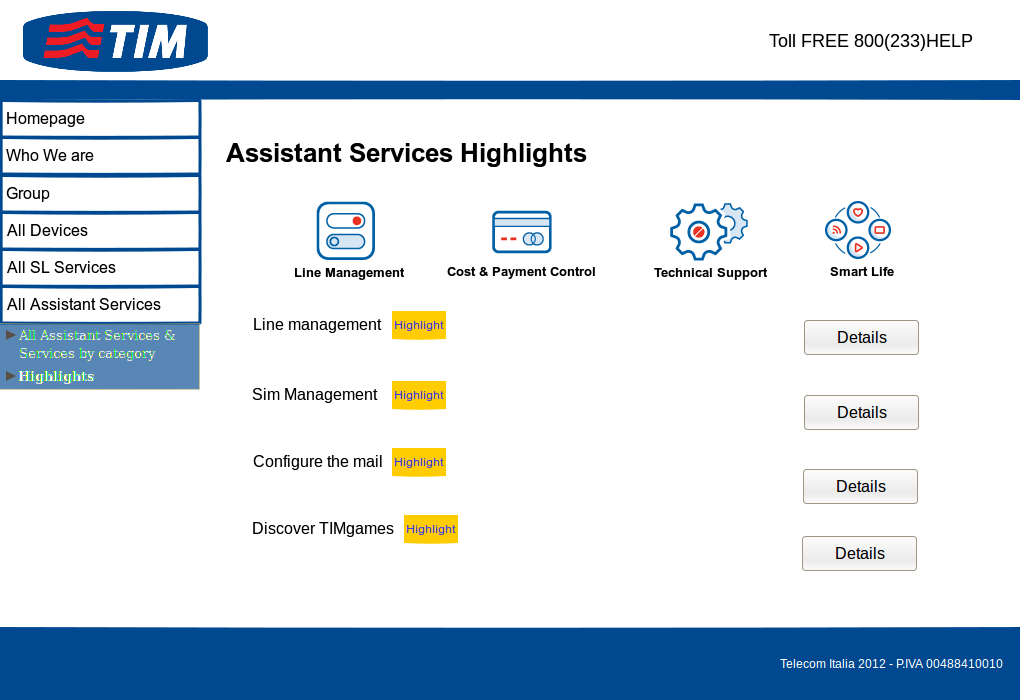 TIM
Toll FREE 800(233)HELP
Homepage
Who We are
Group
All Devices
All SL Services
All Assistant Services
All Assistant Services &
Services by category
Highlights
Assistant Services Highlights
Line Management
Cost & Payment Control
Technical Support
Smart Life
Line management Highlight Details
Sim Management Highlight Details
Configure the mail Highlight Details
Discover TIMgames Highlight Details
Telecom Italia 2012 - P.IVA 00488410010